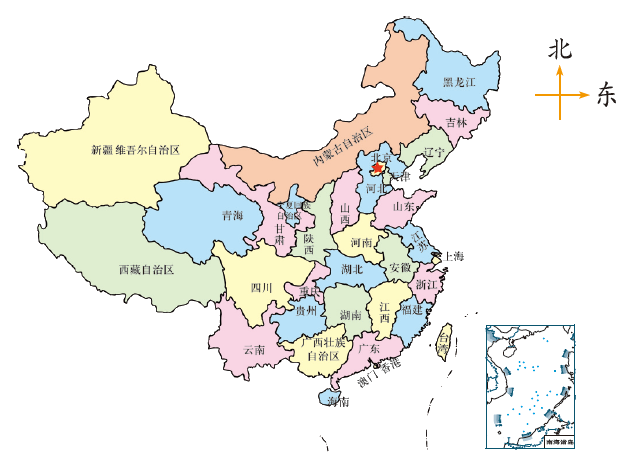 北
东
黑龙江
吉林
辽宁
内蒙古自治区
新疆维吾尔自治区
北京
天津
河北
山东
山
西
宁夏回族
自治区
甘
肃
青海
陕
西
河南
江
苏
上海
安徽
西藏自治区
四川
重庆
湖北
浙江
贵州
湖南
江
西
福建
云南
广西壮族
自治区
广东
澳门
香港
台
湾
海南
南海诸岛